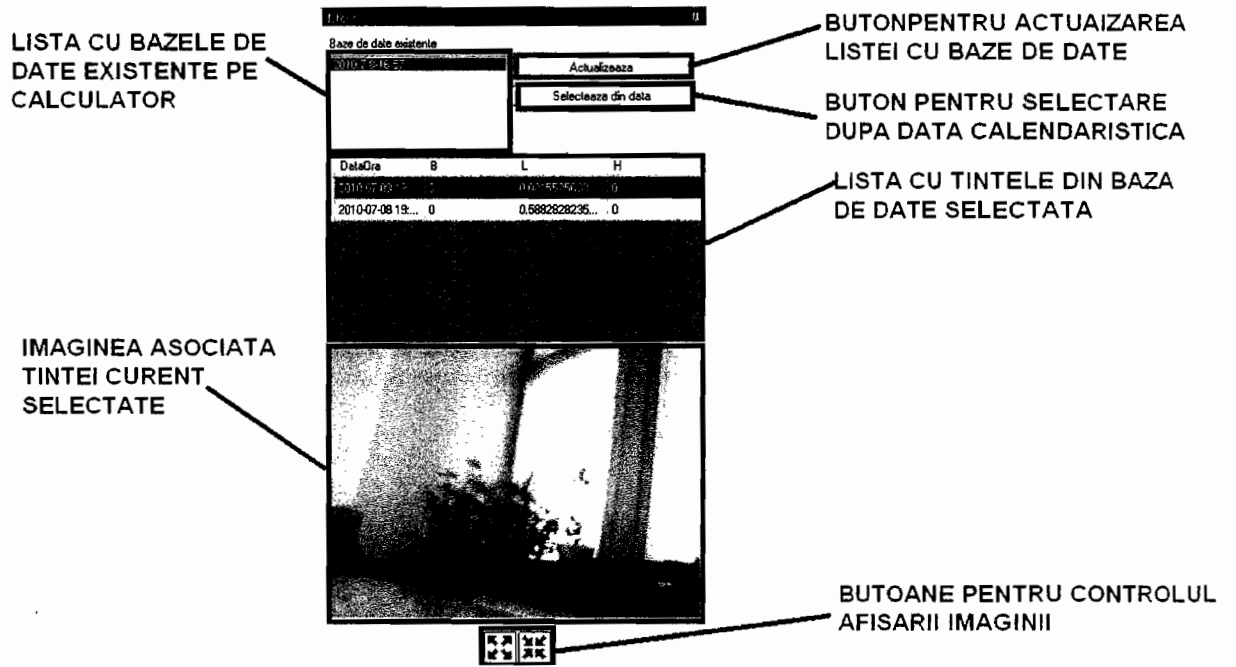 LISTA CU BAZELE DE
DATE EXISTENTE PE
CALCULATOR
Baze de date existente
Actualizeaza
Selecteaza din data
BUTONPENTRU ACTUAIZAREA
LISTEI CU BAZE DE DATE
BUTON PENTRU SELECTARE
DUPA DATA CALENDARISTICA
DataOra B L H
2010-07-08 19:... 0 0.5882828235... 0
LISTA CU TINTELE DIN BAZA
DE DATE SELECTATA
IMAGINEA ASOCIATA
TINTEI CURENT
SELECTATE
BUTOANE PENTRU CONTROLUL
AFISARII IMAGINII